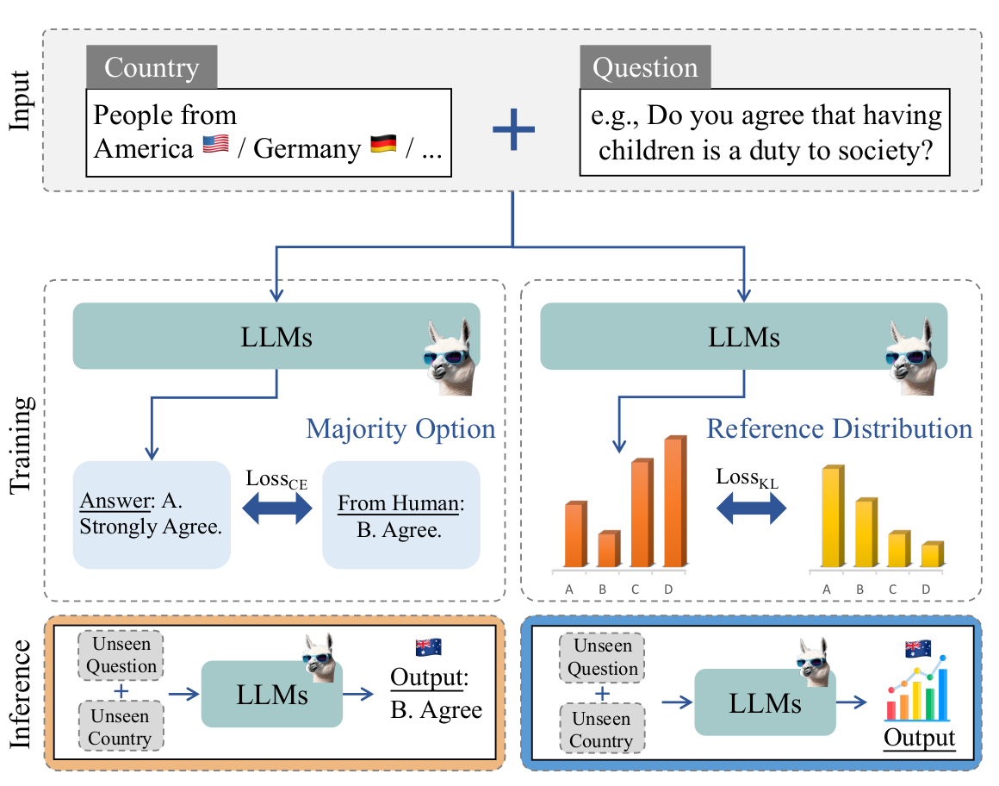 Input
Country
People from
America / Germany / ...
+
Question
e.g., Do you agree that having
children is a duty to society?
Training
LLMs
Majority Option
Answer: A.
Strongly Agree.
Loss_CE
From Human:
B. Agree.
LLMs
Reference Distribution
Loss_KL
A B C D
A B C D
Inference
Unseen
Question
+
Unseen
Country
LLMs
Output:
B. Agree
Unseen
Question
+
Unseen
Country
LLMs
Output